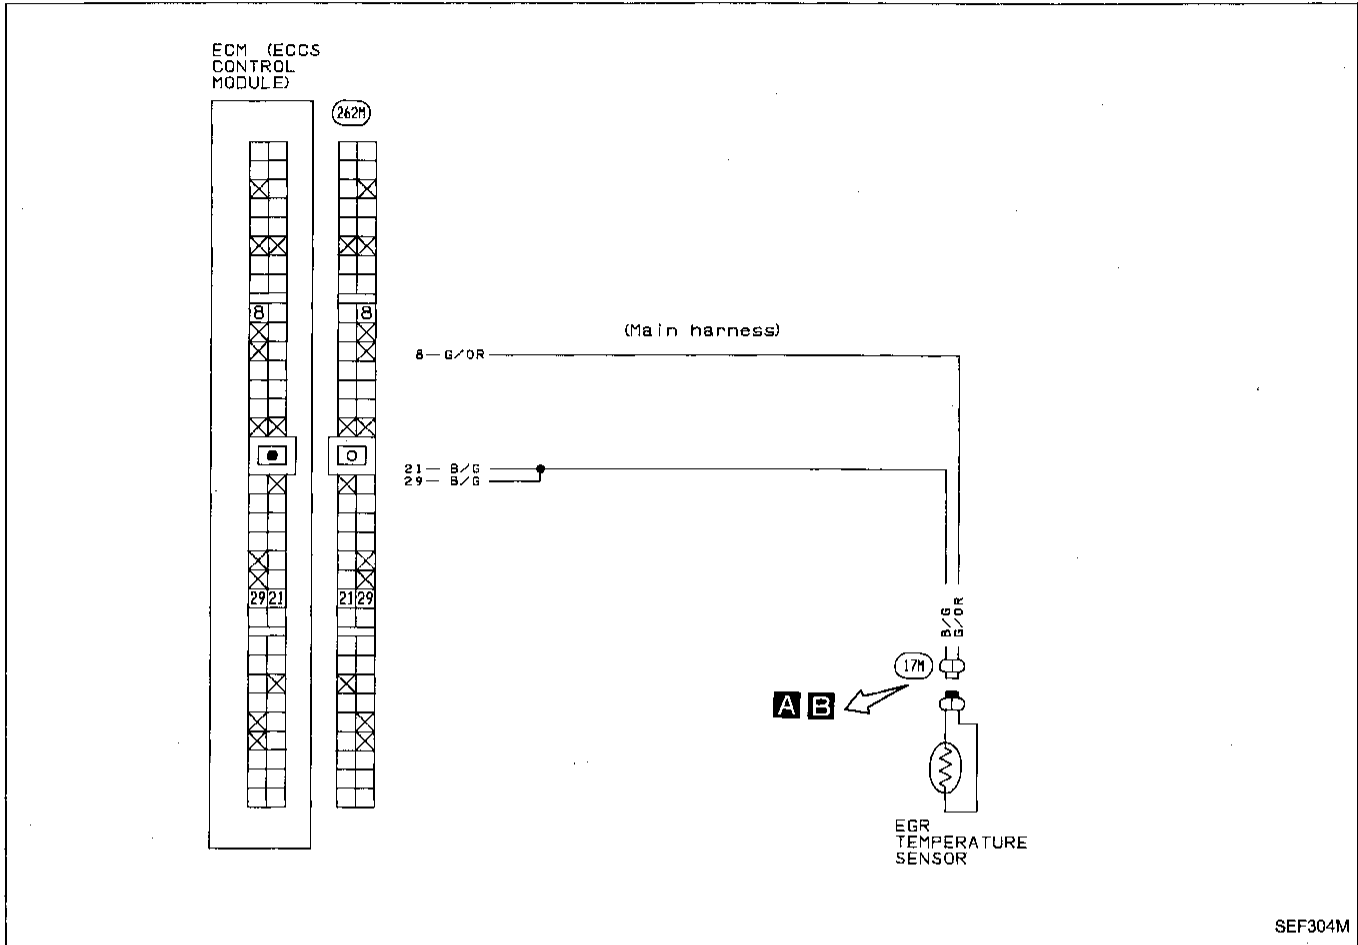 ECM (ECCS
CONTROL
MODULE)
262M
8 8
(Main harness)
8 G/OR
21 B/G
29 B/G
29 21 21 29
B/G
G/OR
17M
A B
EGR
TEMPERATURE
SENSOR
SEF304M